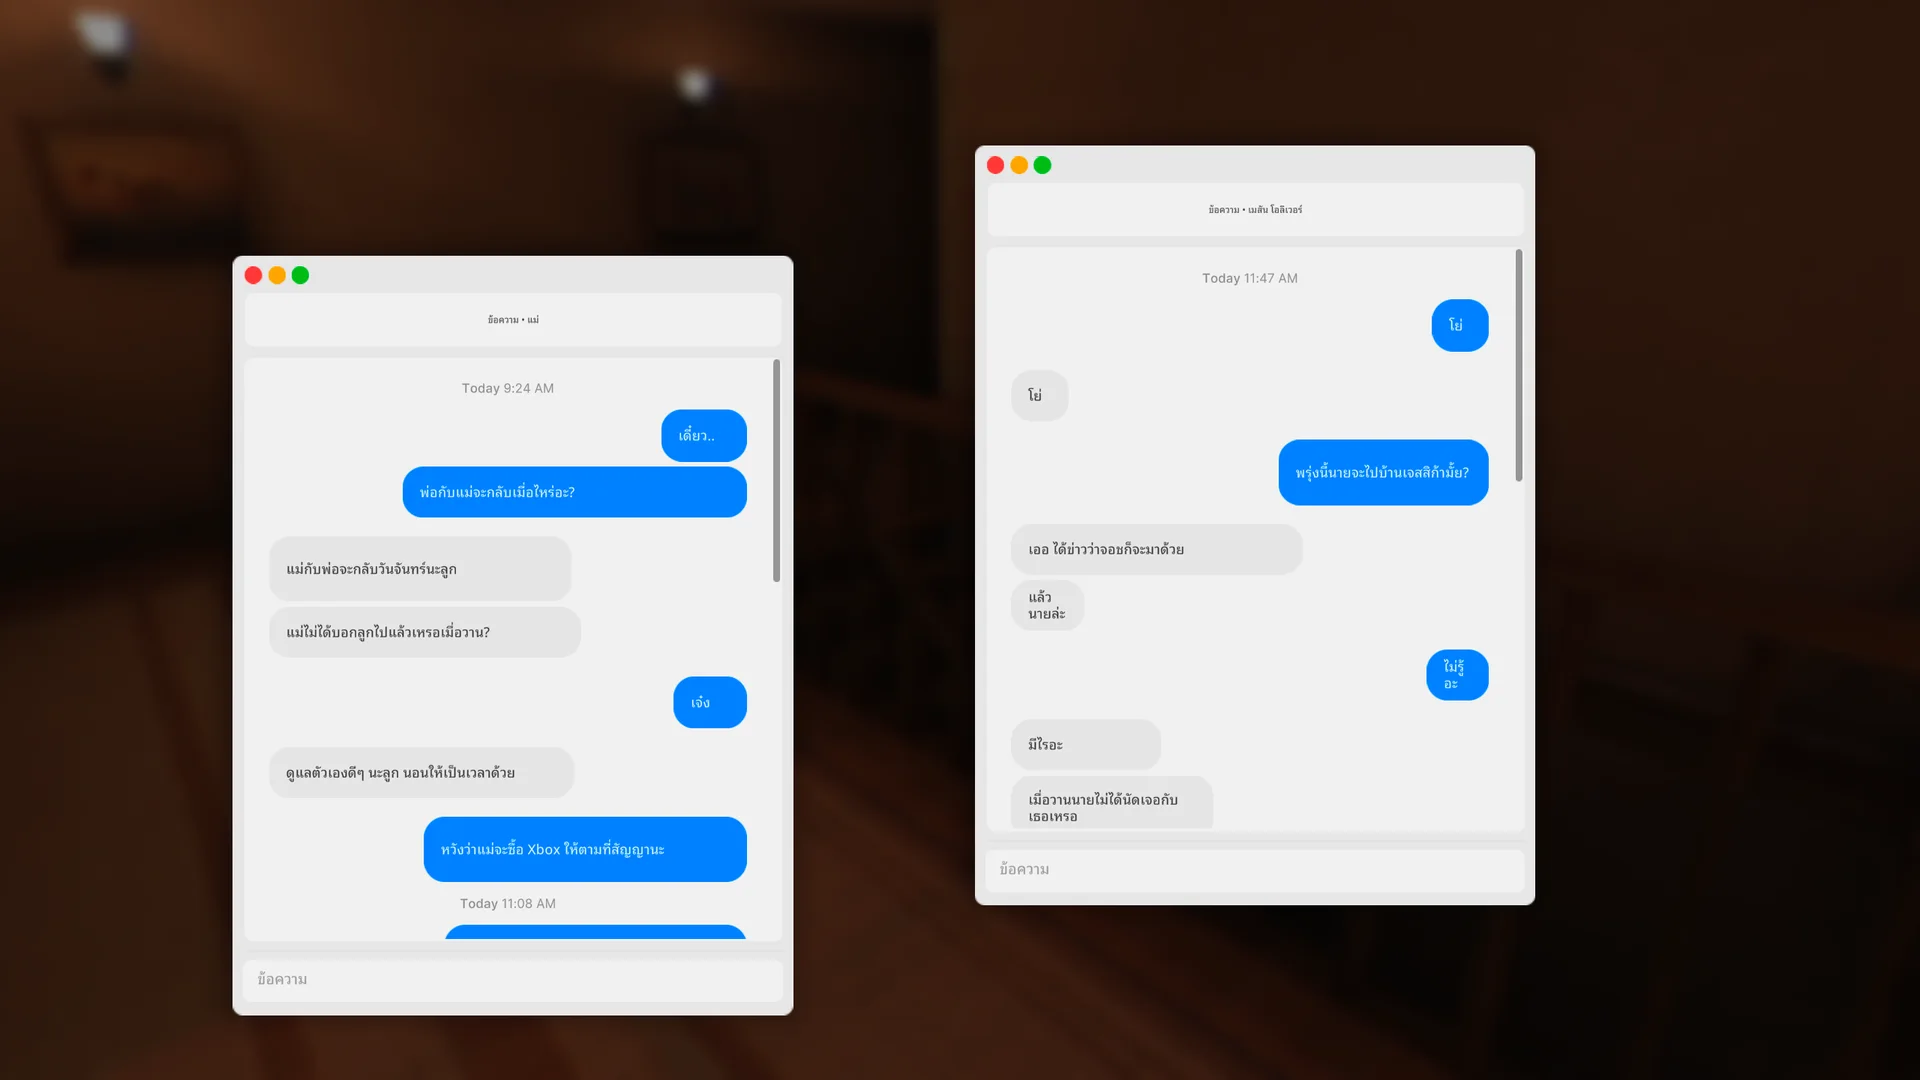 ข้อความ • แม่
Today 9:24 AM
เดี๋ยว..
พ่อกับแม่จะกลับเมื่อไหร่อะ?
แม่กับพ่อจะกลับวันจันทร์นะลูก
แม่ไม่ได้บอกลูกไปแล้วเหรอเมื่อวาน?
เจ๋ง
ดูแลตัวเองดีๆ นะลูก นอนให้เป็นเวลาด้วย
หวังว่าแม่จะซื้อ Xbox ให้ตามที่สัญญานะ
Today 11:08 AM
ข้อความ
ข้อความ • เมสัน โอลิเวอร์
Today 11:47 AM
โย่
โย่
พรุ่งนี้นายจะไปบ้านเจสสิก้ามั้ย?
เออ ได้ข่าวว่าจอชก็จะมาด้วย
แล้ว
นายล่ะ
ไม่รู้
อะ
มีไรอะ
เมื่อวานนายไม่ได้นัดเจอกับ
เธอเหรอ
ข้อความ